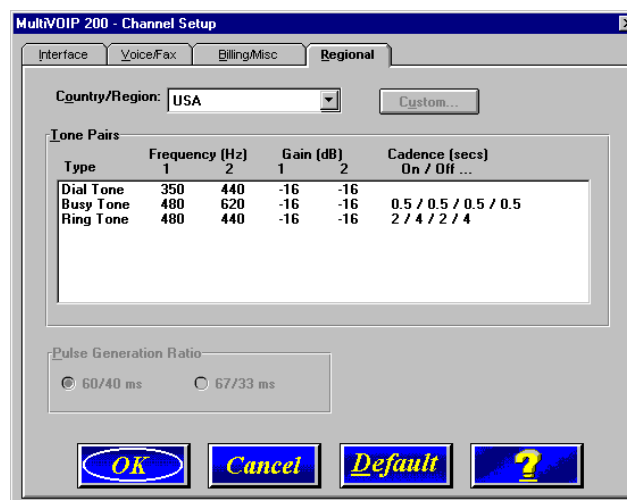 MultiVOIP 200 - Channel Setup
Interface Voice/Fax Billing/Misc Regional
Country/Region: USA Custom...
Tone Pairs
Frequency (Hz) Gain (dB) Cadence (secs)
Type 1 2 1 2 On / Off ...
Dial Tone 350 440 -16 -16
Busy Tone 480 620 -16 -16 0.5 / 0.5 / 0.5 / 0.5
Ring Tone 480 440 -16 -16 2 / 4 / 2 / 4
Pulse Generation Ratio
60/40 ms 67/33 ms
OK Cancel Default ?